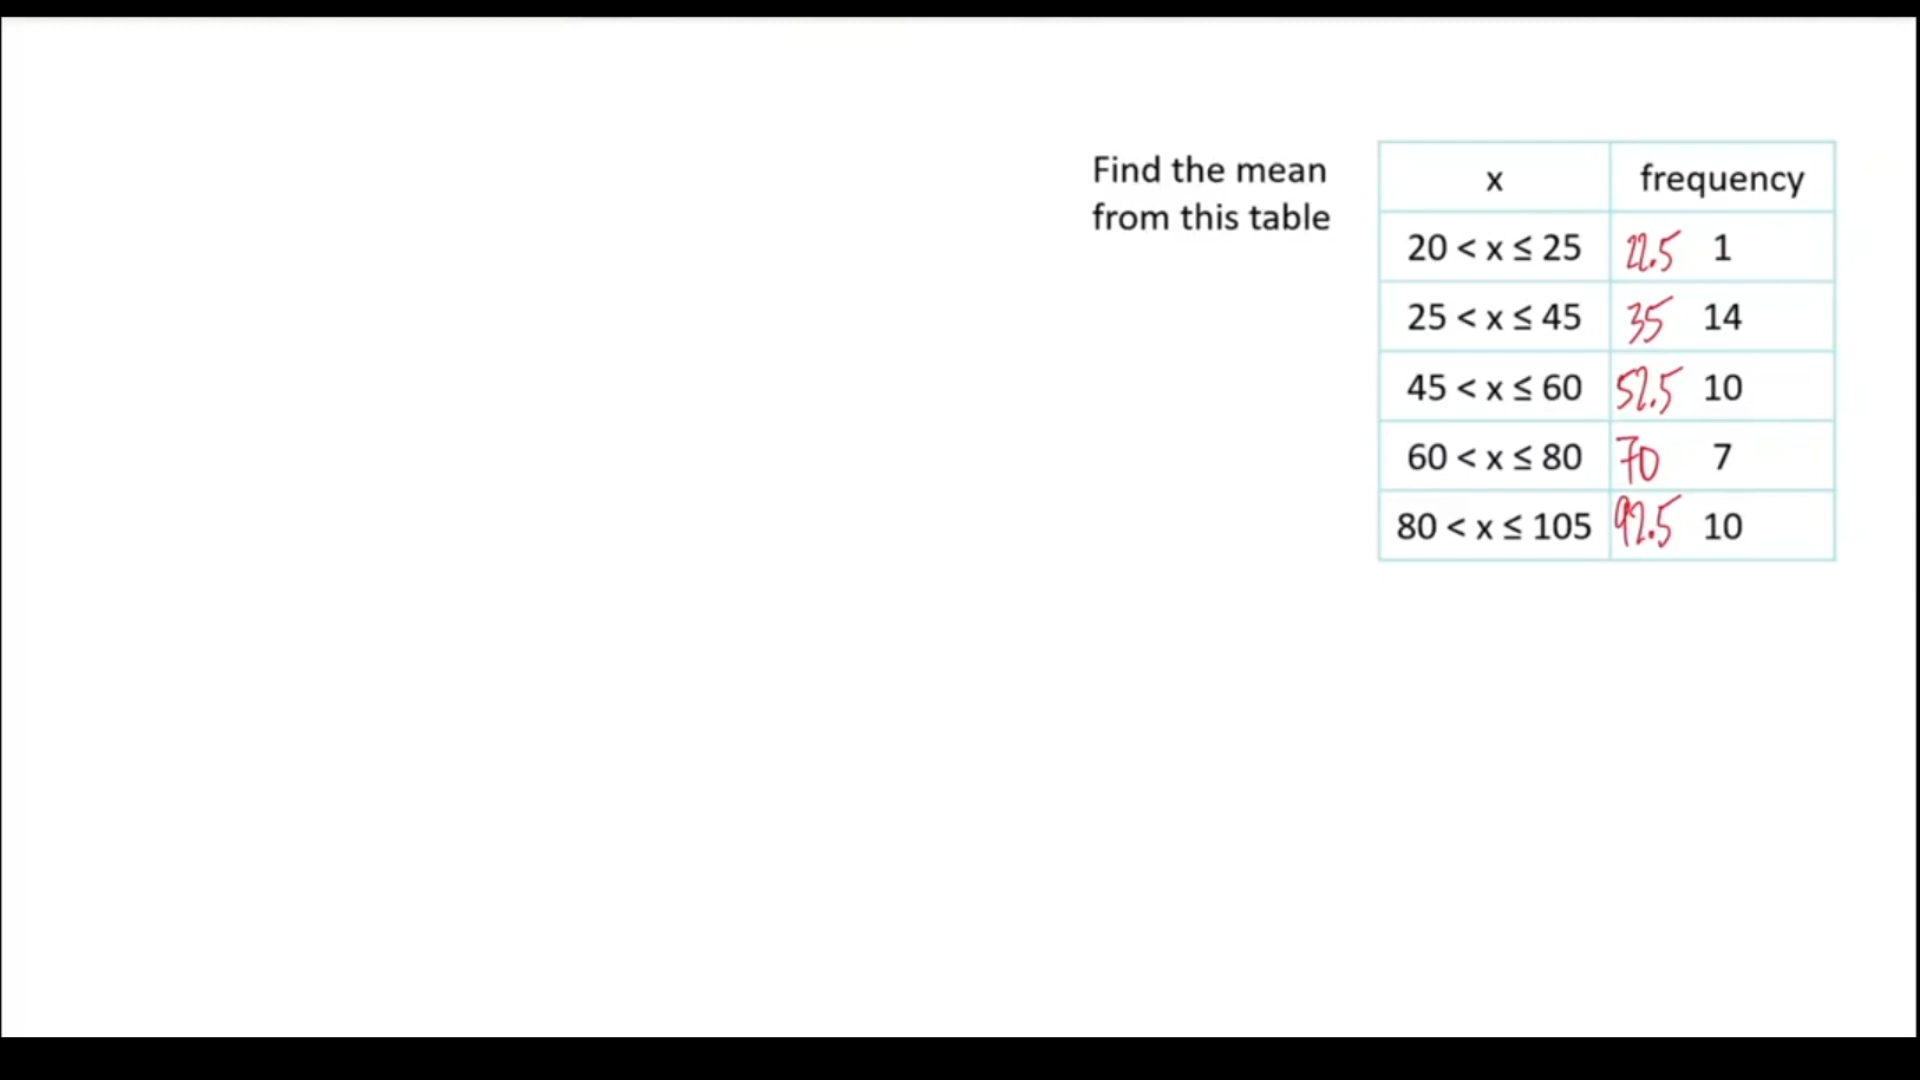 Find the mean
from this table
x frequency
20 < x ≤ 25 22.5 1
25 < x ≤ 45 35 14
45 < x ≤ 60 52.5 10
60 < x ≤ 80 70 7
80 < x ≤ 105 92.5 10